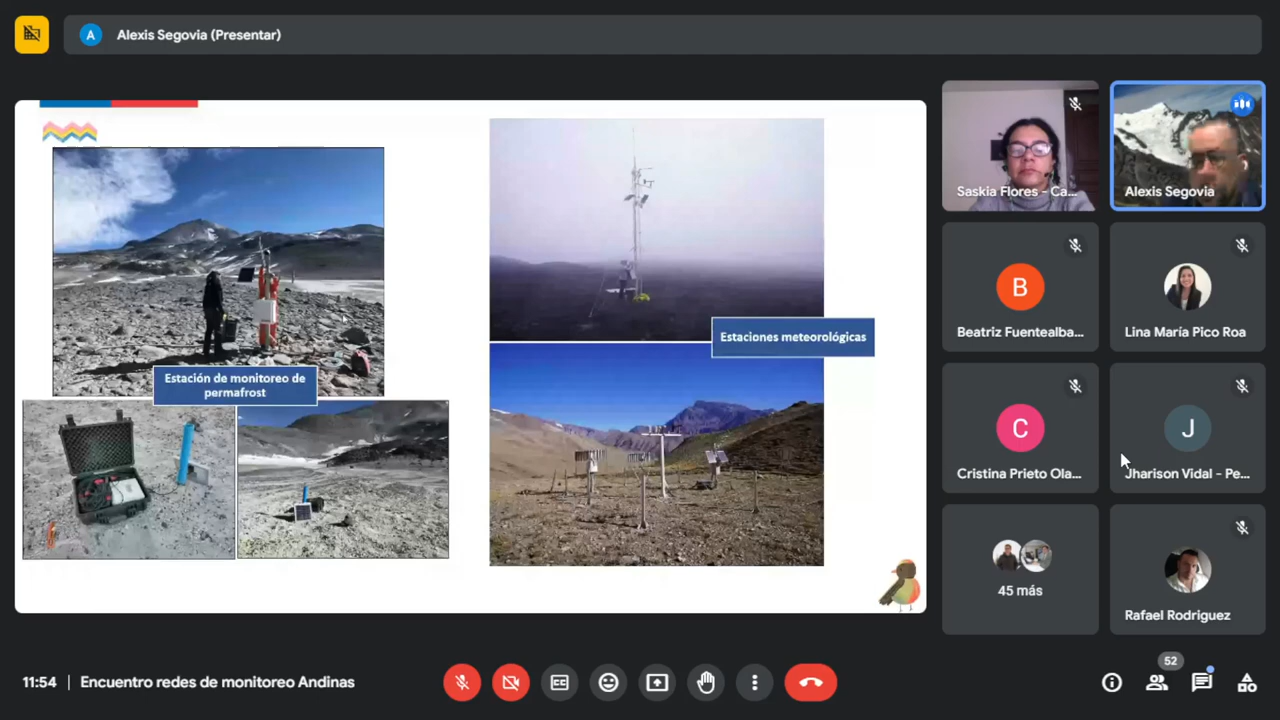 A
Alexis Segovia (Presentar)
Estación de monitoreo de
permafrost
Estaciones meteorológicas
Saskia Flores - Ca...
Alexis Segovia
B
Beatriz Fuentealba...
Lina María Pico Roa
C
Cristina Prieto Ola...
J
Jharison Vidal - Pe...
45 más
Rafael Rodriguez
11:54 | Encuentro redes de monitoreo Andinas
52